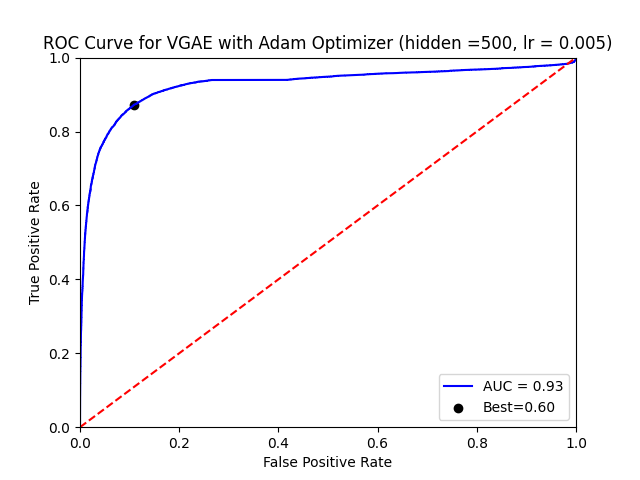 ROC Curve for VGAE with Adam Optimizer (hidden =500, lr = 0.005)
1.0
0.8
0.6
0.4
0.2
0.0
True Positive Rate
0.0 0.2 0.4 0.6 0.8 1.0
False Positive Rate
AUC = 0.93
Best=0.60